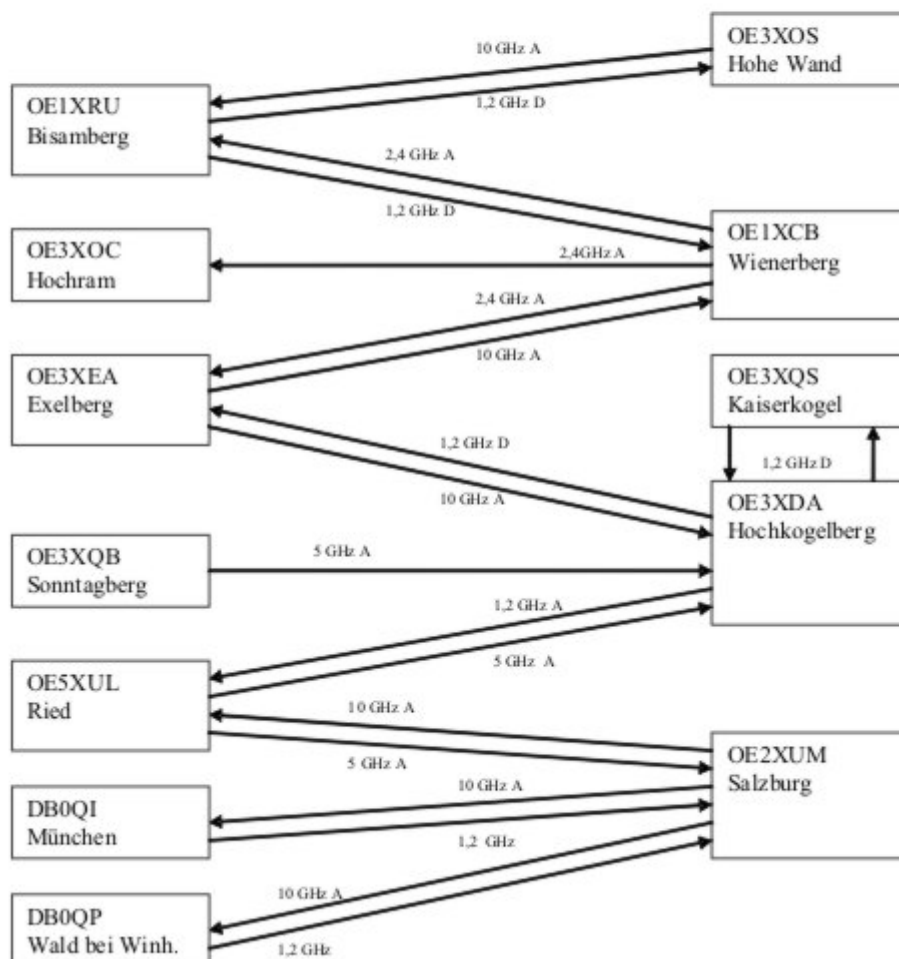 10 GHz A
OE3XOS
Hohe Wand
OE1XRU
Bisamberg
1,2 GHz D
2,4 GHz A
1,2 GHz D
OE1XCB
Wienerberg
OE3XOC
Hochram
2,4GHz A
2,4 GHz A
10 GHz A
OE3XEA
Exelberg
OE3XQS
Kaiserkogel
1,2 GHz D
1,2 GHz D
10 GHz A
OE3XDA
Hochkogelberg
OE3XQB
Sonntagberg
5 GHz A
1,2 GHz A
5 GHz A
OE5XUL
Ried
10 GHz A
5 GHz A
OE2XUM
Salzburg
DB0QI
München
10 GHz A
1,2 GHz
10 GHz A
DB0QP
Wald bei Winh.
1,2 GHz